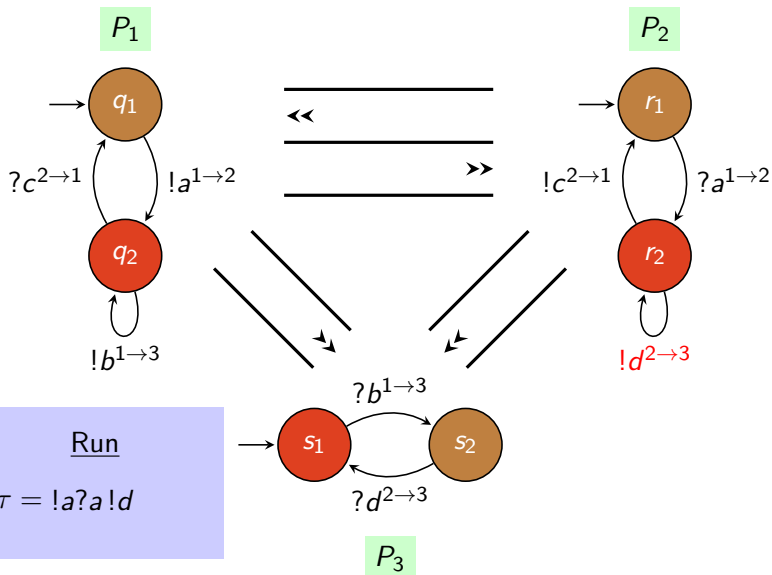 P₁ P₂
q₁ r₁
?c²→¹ !a¹→² !c²→¹ ?a¹→²
q₂ r₂
!b¹→³ !d²→³
?b¹→³
s₁ s₂
?d²→³
P₃
Run
τ = !a?a!d